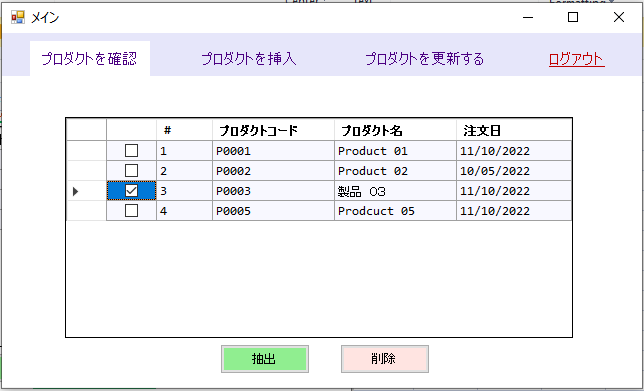 メイン
プロダクトを確認 プロダクトを挿入 プロダクトを更新する ログアウト
# プロダクトコード プロダクト名 注文日
1 P0001 Product 01 11/10/2022
2 P0002 Product 02 10/05/2022
3 P0003 製品 03 11/10/2022
4 P0005 Prodcuct 05 11/10/2022
抽出 削除